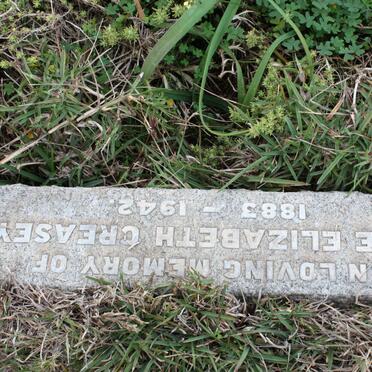 N LOVING MEMORY OF
E ELIZABETH CREASEY
1883 – 1942.